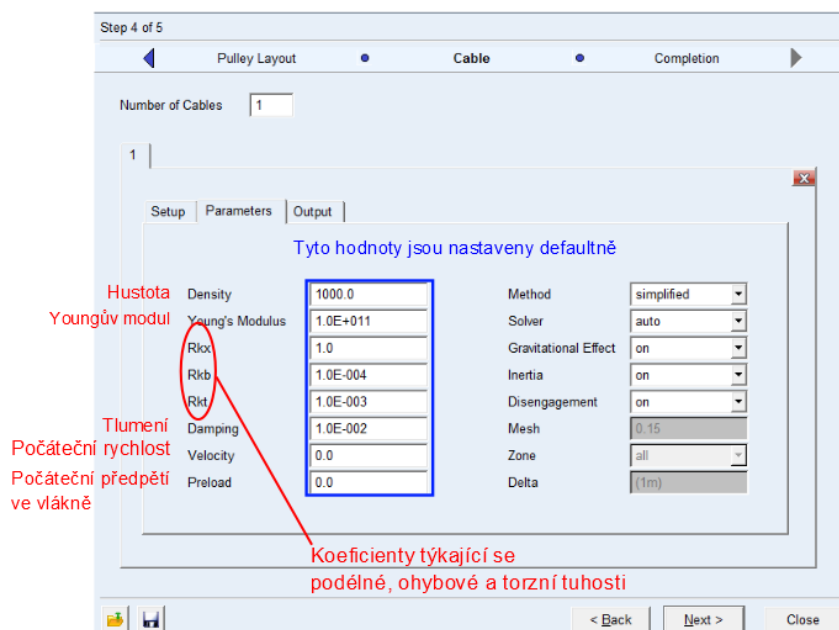 Step 4 of 5
Pulley Layout Cable Completion
Number of Cables 1
1
Setup Parameters Output
Tyto hodnoty jsou nastaveny defaultně
Hustota Density 1000.0 Method simplified
Youngův modul Young's Modulus 1.0E+011 Solver auto
Rkx 1.0 Gravitational Effect on
Rkb 1.0E-004 Inertia on
Rkt 1.0E-003 Disengagement on
Tlumení Damping 1.0E-002 Mesh 0.15
Počáteční rychlost Velocity 0.0 Zone all
Počáteční předpětí Preload 0.0 Delta (1m)
ve vlákně
Koeficienty týkající se
podélné, ohybové a torzní tuhosti
< Back Next > Close